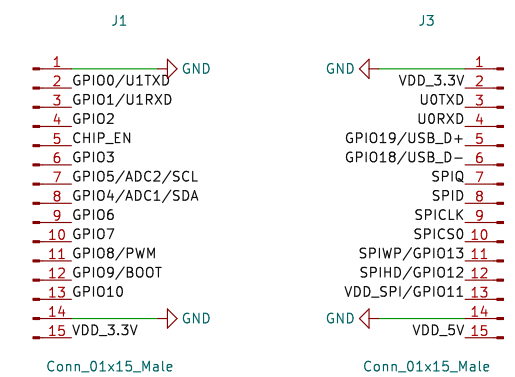 J1
1 GND
2 GPIO0/U1TXD
3 GPIO1/U1RXD
4 GPIO2
5 CHIP_EN
6 GPIO3
7 GPIO5/ADC2/SCL
8 GPIO4/ADC1/SDA
9 GPIO6
10 GPIO7
11 GPIO8/PWM
12 GPIO9/BOOT
13 GPIO10
14 GND
15 VDD_3.3V
Conn_01x15_Male
J3
GND 1
VDD_3.3V 2
U0TXD 3
U0RXD 4
GPIO19/USB_D+ 5
GPIO18/USB_D- 6
SPIQ 7
SPID 8
SPICLK 9
SPICS0 10
SPIWP/GPIO13 11
SPIHD/GPIO12 12
VDD_SPI/GPIO11 13
GND 14
VDD_5V 15
Conn_01x15_Male